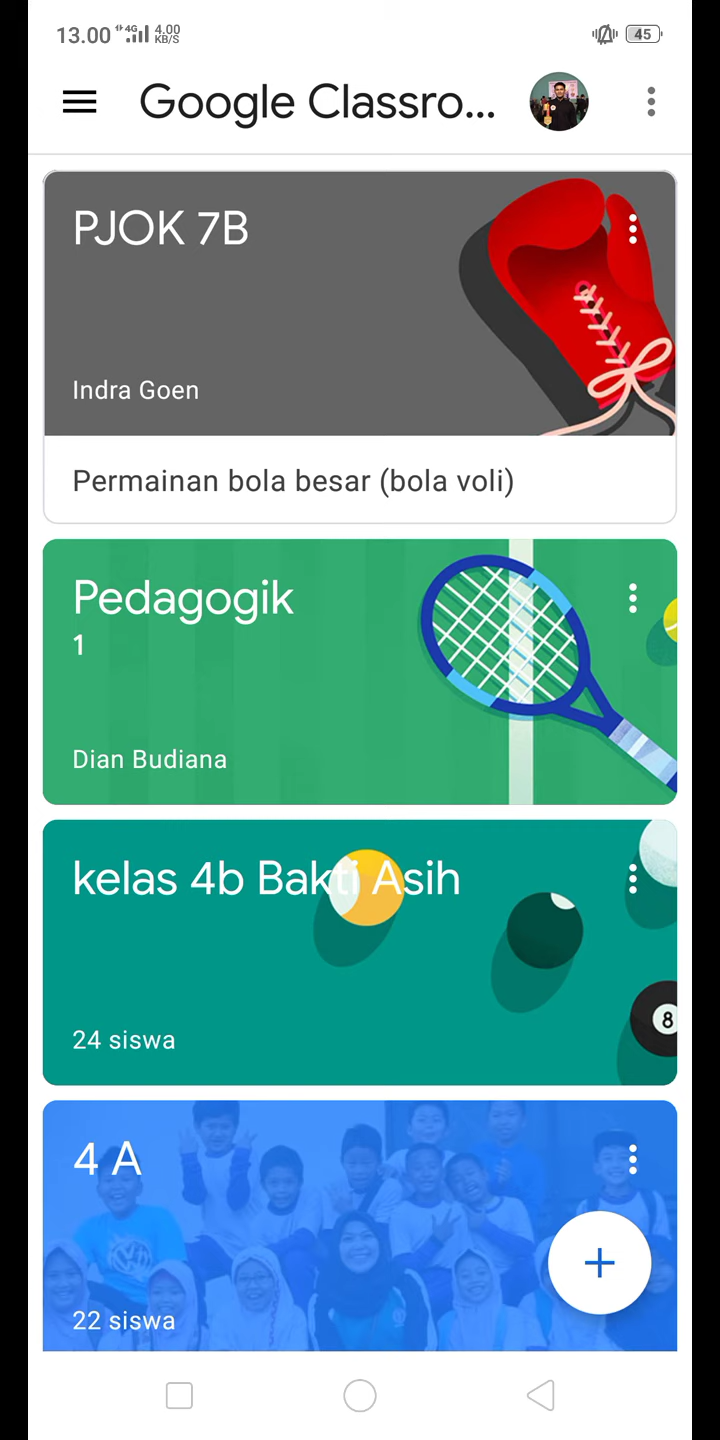 13.00 4G 4.00 KB/S 45
Google Classro...
PJOK 7B
Indra Goen
Permainan bola besar (bola voli)
Pedagogik
1
Dian Budiana
kelas 4b Bakti Asih
8
24 siswa
4 A
22 siswa